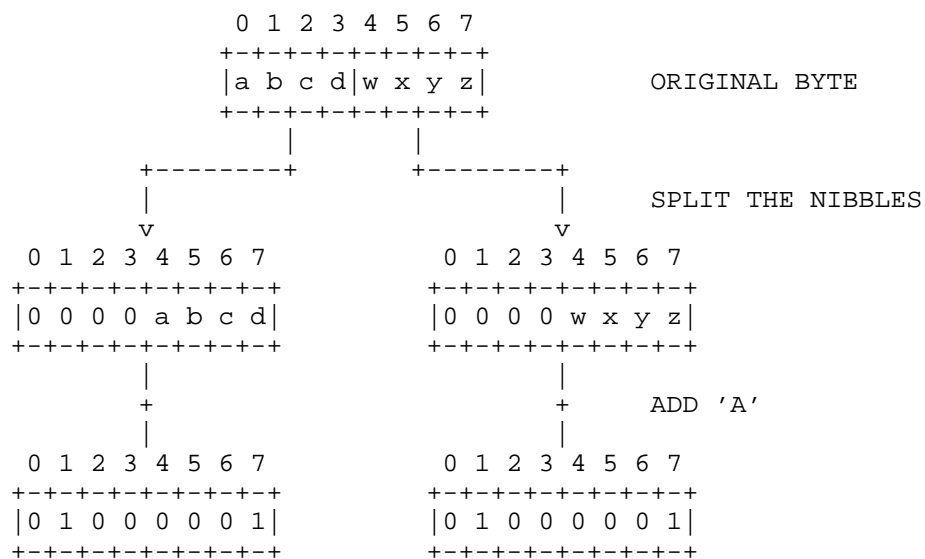 0 1 2 3 4 5 6 7
                +-+-+-+-+-+-+-+-+
                |a b c d|w x y z|          ORIGINAL BYTE
                +-+-+-+-+-+-+-+-+
                    |       |
           +--------+       +--------+
           |                         |     SPLIT THE NIBBLES
           v                         v
    0 1 2 3 4 5 6 7           0 1 2 3 4 5 6 7
   +-+-+-+-+-+-+-+-+         +-+-+-+-+-+-+-+-+
   |0 0 0 0 a b c d|         |0 0 0 0 w x y z|
   +-+-+-+-+-+-+-+-+         +-+-+-+-+-+-+-+-+
           |                         |
           +                         +     ADD ’A’
           |                         |
    0 1 2 3 4 5 6 7           0 1 2 3 4 5 6 7
   +-+-+-+-+-+-+-+-+         +-+-+-+-+-+-+-+-+
   |0 1 0 0 0 0 0 1|         |0 1 0 0 0 0 0 1|
   +-+-+-+-+-+-+-+-+         +-+-+-+-+-+-+-+-+